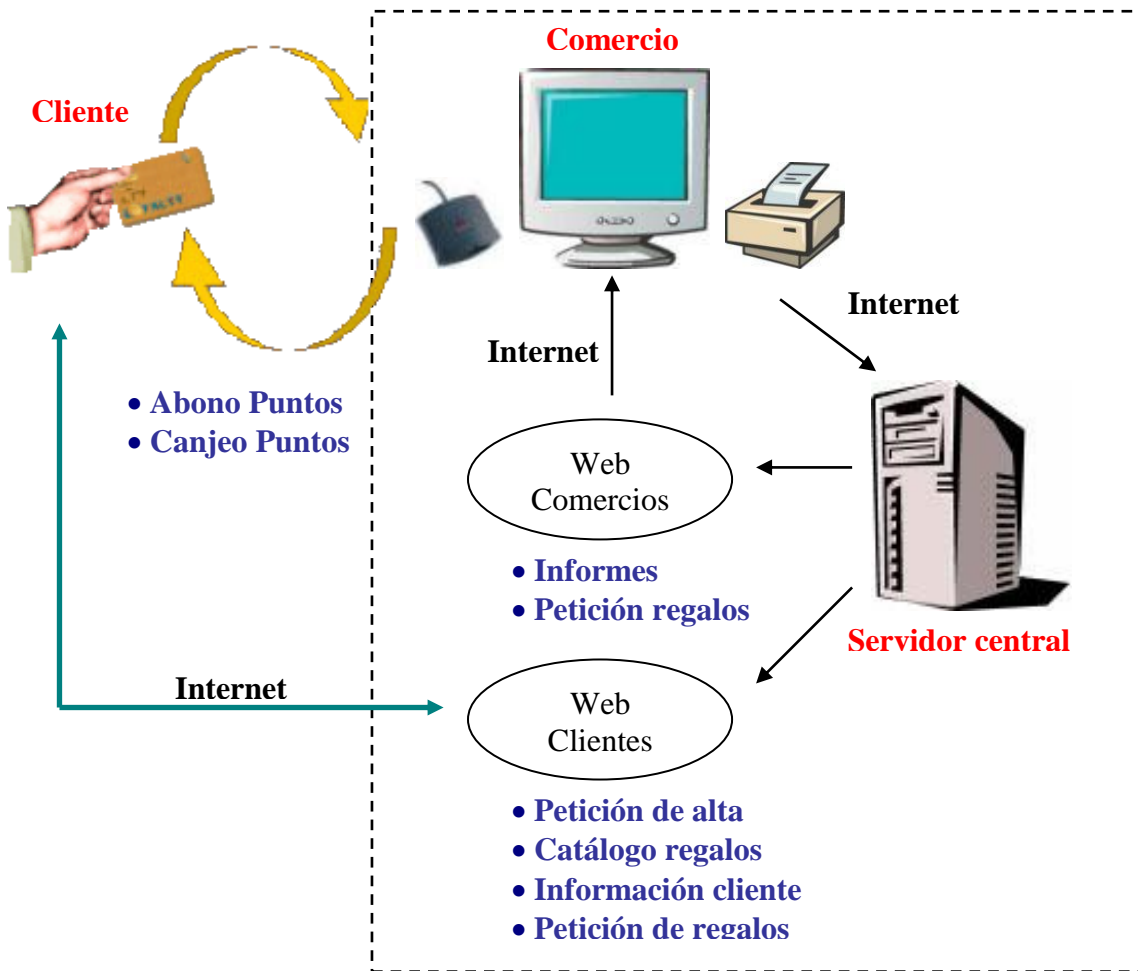 Comercio
Cliente
Internet
Internet
• Abono Puntos
• Canjeo Puntos
Web
Comercios
• Informes
• Petición regalos
Servidor central
Internet
Web
Clientes
• Petición de alta
• Catálogo regalos
• Información cliente
• Petición de regalos